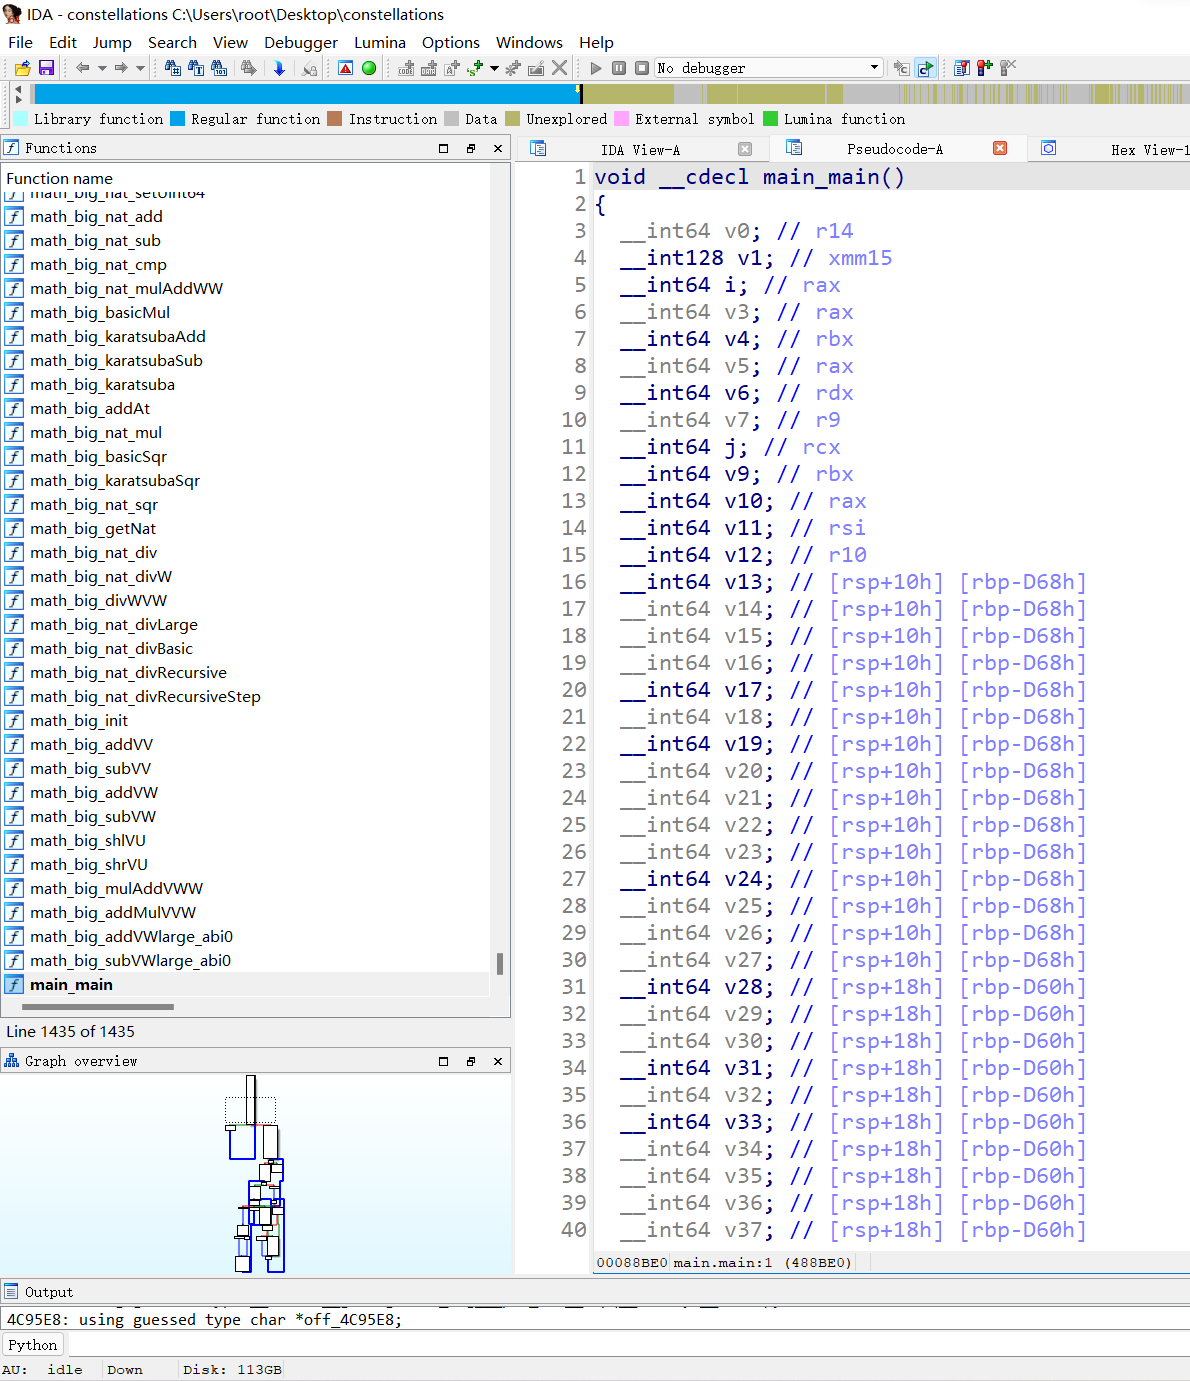 IDA - constellations C:\Users\root\Desktop\constellations
File Edit Jump Search View Debugger Lumina Options Windows Help
No debugger
Library function Regular function Instruction Data Unexplored External symbol Lumina function
Functions
IDA View-A Pseudocode-A Hex View-1
Function name
math_big_nat_setUint64
math_big_nat_add
math_big_nat_sub
math_big_nat_cmp
math_big_nat_mulAddWW
math_big_basicMul
math_big_karatsubaAdd
math_big_karatsubaSub
math_big_karatsuba
math_big_addAt
math_big_nat_mul
math_big_basicSqr
math_big_karatsubaSqr
math_big_nat_sqr
math_big_getNat
math_big_nat_div
math_big_nat_divW
math_big_divWVW
math_big_nat_divLarge
math_big_nat_divBasic
math_big_nat_divRecursive
math_big_nat_divRecursiveStep
math_big_init
math_big_addVV
math_big_subVV
math_big_addVW
math_big_subVW
math_big_shlVU
math_big_shrVU
math_big_mulAddVWW
math_big_addMulVVW
math_big_addVWlarge_abi0
math_big_subVWlarge_abi0
main_main
Line 1435 of 1435
Graph overview
1 void __cdecl main_main()
2 {
3 __int64 v0; // r14
4 __int128 v1; // xmm15
5 __int64 i; // rax
6 __int64 v3; // rax
7 __int64 v4; // rbx
8 __int64 v5; // rax
9 __int64 v6; // rdx
10 __int64 v7; // r9
11 __int64 j; // rcx
12 __int64 v9; // rbx
13 __int64 v10; // rax
14 __int64 v11; // rsi
15 __int64 v12; // r10
16 __int64 v13; // [rsp+10h] [rbp-D68h]
17 __int64 v14; // [rsp+10h] [rbp-D68h]
18 __int64 v15; // [rsp+10h] [rbp-D68h]
19 __int64 v16; // [rsp+10h] [rbp-D68h]
20 __int64 v17; // [rsp+10h] [rbp-D68h]
21 __int64 v18; // [rsp+10h] [rbp-D68h]
22 __int64 v19; // [rsp+10h] [rbp-D68h]
23 __int64 v20; // [rsp+10h] [rbp-D68h]
24 __int64 v21; // [rsp+10h] [rbp-D68h]
25 __int64 v22; // [rsp+10h] [rbp-D68h]
26 __int64 v23; // [rsp+10h] [rbp-D68h]
27 __int64 v24; // [rsp+10h] [rbp-D68h]
28 __int64 v25; // [rsp+10h] [rbp-D68h]
29 __int64 v26; // [rsp+10h] [rbp-D68h]
30 __int64 v27; // [rsp+10h] [rbp-D68h]
31 __int64 v28; // [rsp+18h] [rbp-D60h]
32 __int64 v29; // [rsp+18h] [rbp-D60h]
33 __int64 v30; // [rsp+18h] [rbp-D60h]
34 __int64 v31; // [rsp+18h] [rbp-D60h]
35 __int64 v32; // [rsp+18h] [rbp-D60h]
36 __int64 v33; // [rsp+18h] [rbp-D60h]
37 __int64 v34; // [rsp+18h] [rbp-D60h]
38 __int64 v35; // [rsp+18h] [rbp-D60h]
39 __int64 v36; // [rsp+18h] [rbp-D60h]
40 __int64 v37; // [rsp+18h] [rbp-D60h]
00088BE0 main.main:1 (488BE0)
Output
4C95E8: using guessed type char *off_4C95E8;
Python
AU: idle Down Disk: 113GB